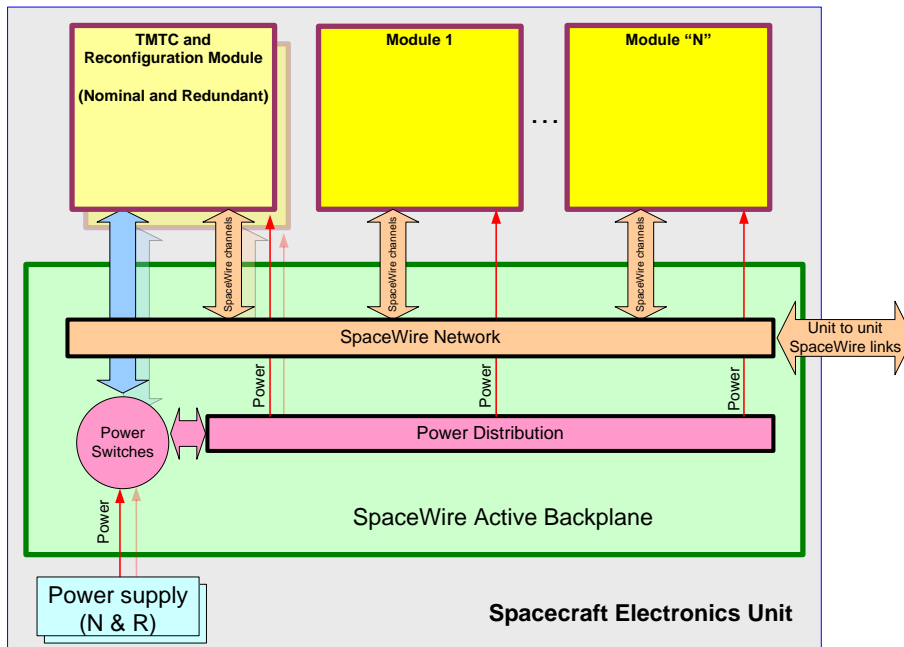 TMTC and
Reconfiguration Module
(Nominal and Redundant)
Module 1
Module “N”
...
SpaceWire channels
SpaceWire channels
SpaceWire channels
SpaceWire Network
Unit to unit
SpaceWire links
Power
Power
Power
Power
Switches
Power Distribution
Power
SpaceWire Active Backplane
Power supply
(N & R)
Spacecraft Electronics Unit